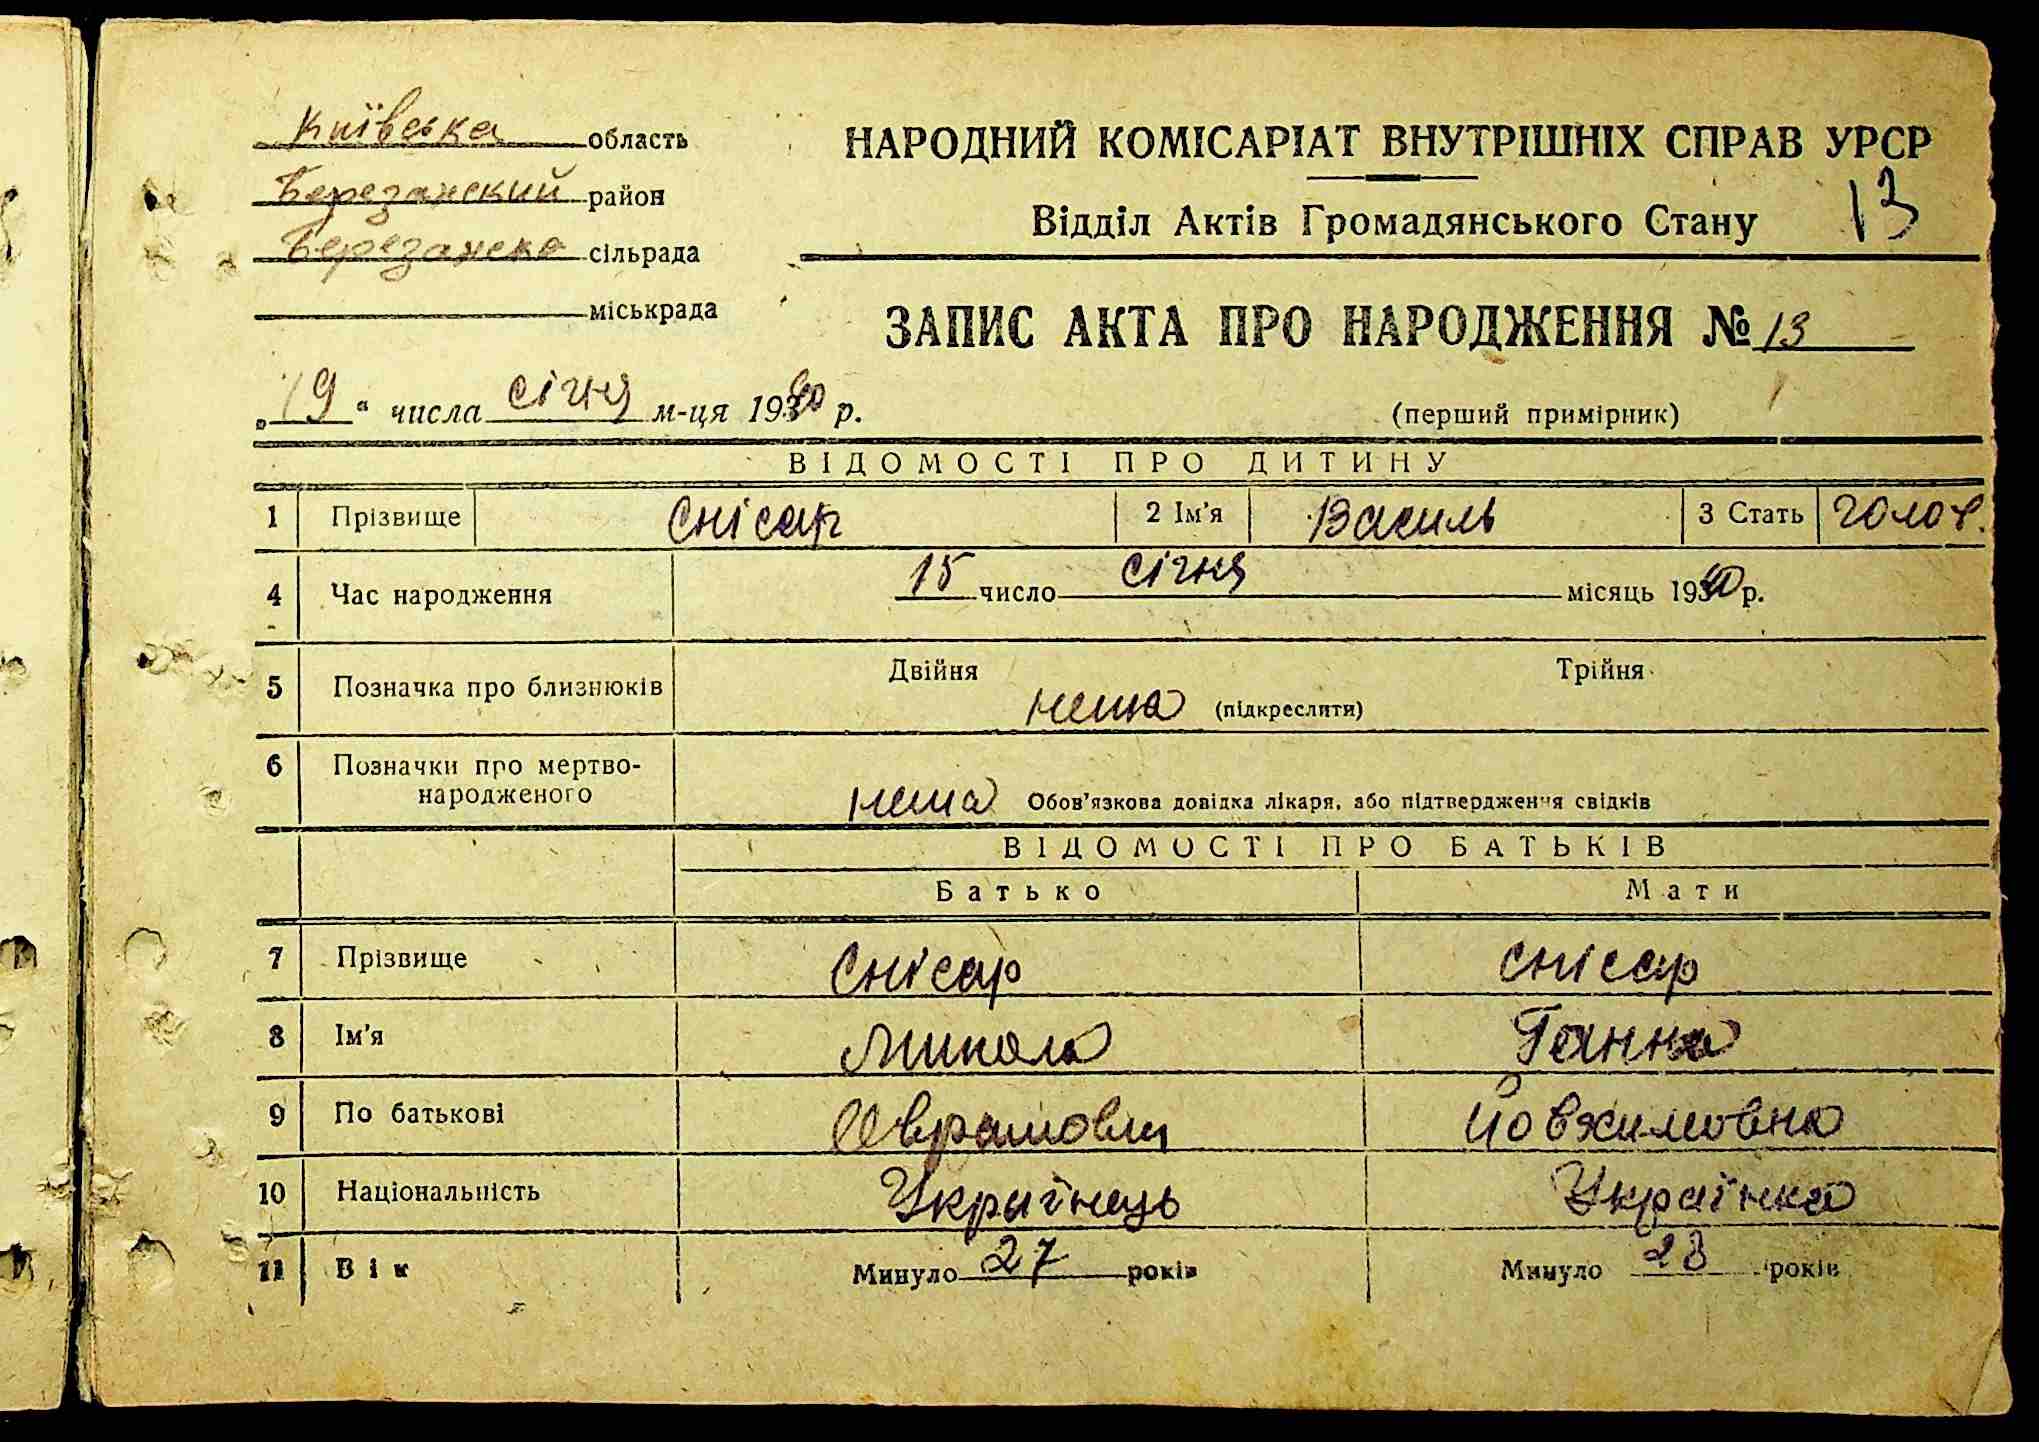 Київська область
Березанский район
Березанска сільрада
міськрада
НАРОДНИЙ КОМІСАРІАТ ВНУТРІШНІХ СПРАВ УРСР
Відділ Актів Громадянського Стану 13
ЗАПИС АКТА ПРО НАРОДЖЕННЯ № 13
„19“ числа січня м-ця 1940 р.
(перший примірник)
ВІДОМОСТІ ПРО ДИТИНУ
1 Прізвище Снісар 2 Ім'я Василь 3 Стать голов.
4 Час народження 15 число січня місяць 1940 р.
5 Позначка про близнюків Двійня Трійня
нема (підкреслити)
6 Позначки про мертво-
народженого нема Обов'язкова довідка лікаря, або підтвердження свідків
ВІДОМОСТІ ПРО БАТЬКІВ
Батько Мати
7 Прізвище Снісар Снісар
8 Ім'я Микола Ганна
9 По батькові Йовхимовна
10 Національність Українець Українка
11 Вік Минуло 27 років Минуло 28 років